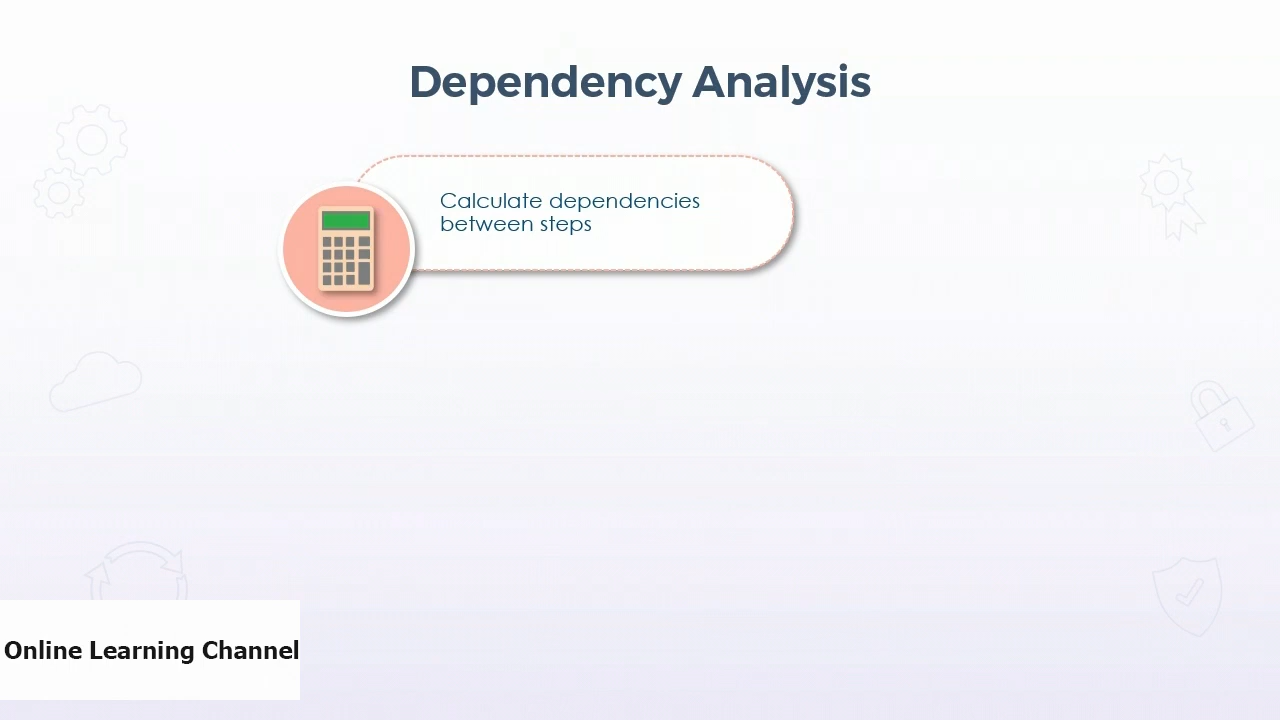 Dependency Analysis
Calculate dependencies
between steps
Online Learning Channel